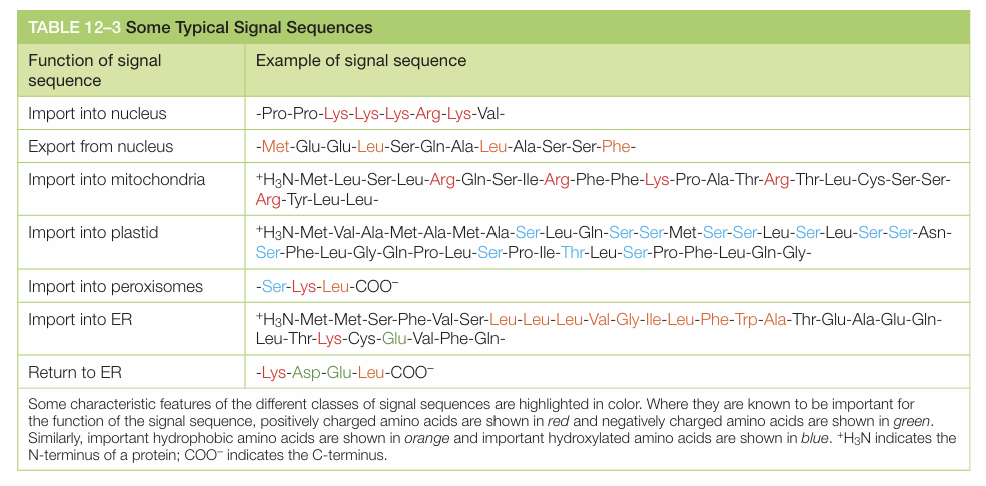 TABLE 12–3 Some Typical Signal Sequences
Function of signal sequence
Example of signal sequence
Import into nucleus
-Pro-Pro-Lys-Lys-Lys-Arg-Lys-Val-
Export from nucleus
-Met-Glu-Glu-Leu-Ser-Gln-Ala-Leu-Ala-Ser-Ser-Phe-
Import into mitochondria
⁺H₃N-Met-Leu-Ser-Leu-Arg-Gln-Ser-Ile-Arg-Phe-Phe-Lys-Pro-Ala-Thr-Arg-Thr-Leu-Cys-Ser-Ser-
Arg-Tyr-Leu-Leu-
Import into plastid
⁺H₃N-Met-Val-Ala-Met-Ala-Met-Ala-Ser-Leu-Gln-Ser-Ser-Met-Ser-Ser-Leu-Ser-Leu-Ser-Ser-Asn-
Ser-Phe-Leu-Gly-Gln-Pro-Leu-Ser-Pro-Ile-Thr-Leu-Ser-Pro-Phe-Leu-Gln-Gly-
Import into peroxisomes
-Ser-Lys-Leu-COO⁻
Import into ER
⁺H₃N-Met-Met-Ser-Phe-Val-Ser-Leu-Leu-Leu-Val-Gly-Ile-Leu-Phe-Trp-Ala-Thr-Glu-Ala-Glu-Gln-
Leu-Thr-Lys-Cys-Glu-Val-Phe-Gln-
Return to ER
-Lys-Asp-Glu-Leu-COO⁻
Some characteristic features of the different classes of signal sequences are highlighted in color. Where they are known to be important for
the function of the signal sequence, positively charged amino acids are shown in red and negatively charged amino acids are shown in green.
Similarly, important hydrophobic amino acids are shown in orange and important hydroxylated amino acids are shown in blue. ⁺H₃N indicates the
N-terminus of a protein; COO⁻ indicates the C-terminus.